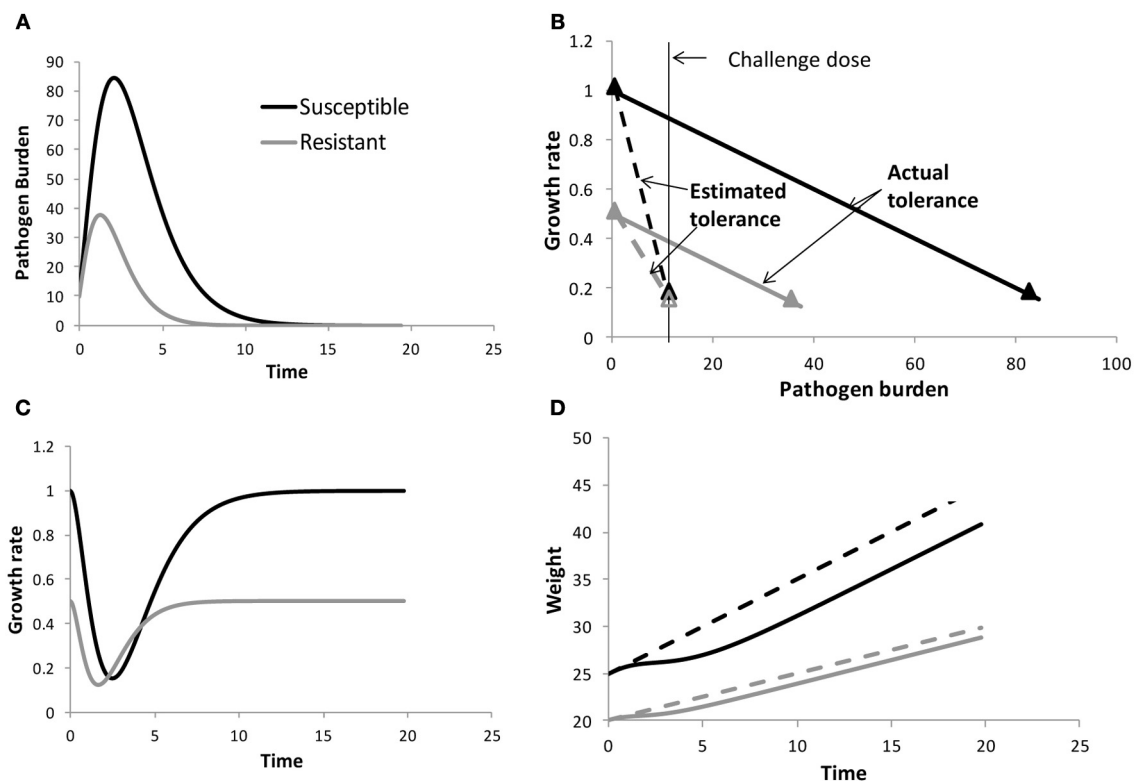 A
90
80
70
60
50
40
30
20
10
0
Pathogen Burden
Susceptible
Resistant
0 5 10 15 20 25
Time
B
1.2
1
0.8
0.6
0.4
0.2
0
Growth rate
Challenge dose
Estimated
tolerance
Actual
tolerance
0 20 40 60 80 100
Pathogen burden
C
1.2
1
0.8
0.6
0.4
0.2
0
Growth rate
0 5 10 15 20 25
Time
D
50
45
40
35
30
25
20
Weight
0 5 10 15 20 25
Time